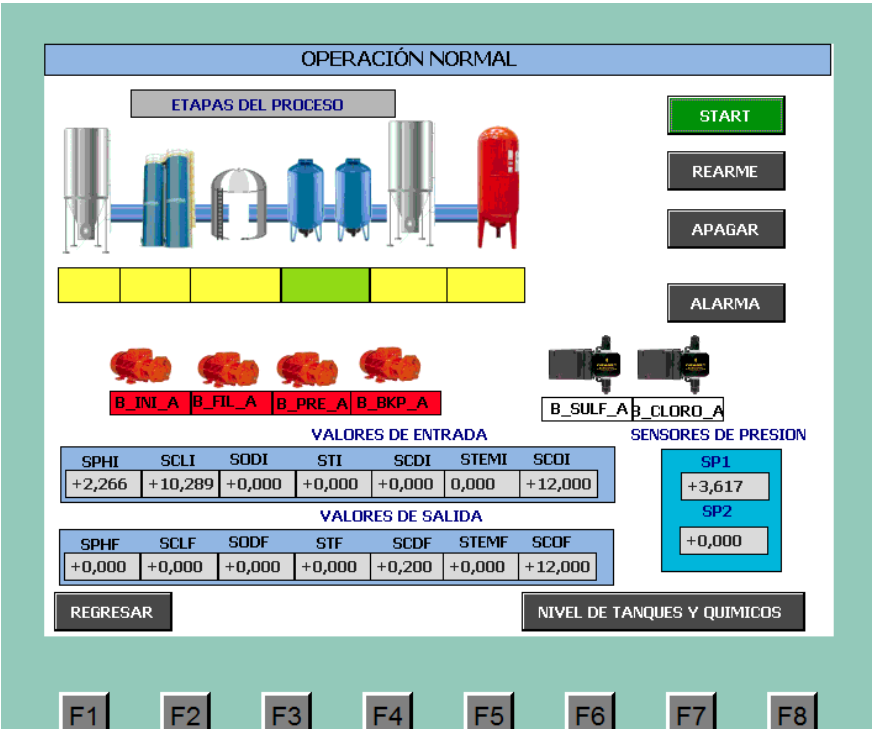 OPERACIÓN NORMAL
ETAPAS DEL PROCESO
START
REARME
APAGAR
ALARMA
B_INI_A B_FIL_A B_PRE_A B_BKP_A
B_SULF_A B_CLORO_A
VALORES DE ENTRADA
SPHI SCLI SODI STI SCDI STEMI SCOI
+2,266 +10,289 +0,000 +0,000 +0,000 0,000 +12,000
VALORES DE SALIDA
SPHF SCLF SODF STF SCDF STEMF SCOF
+0,000 +0,000 +0,000 +0,000 +0,200 +0,000 +12,000
SENSORES DE PRESION
SP1
+3,617
SP2
+0,000
REGRESAR
NIVEL DE TANQUES Y QUIMICOS
F1 F2 F3 F4 F5 F6 F7 F8